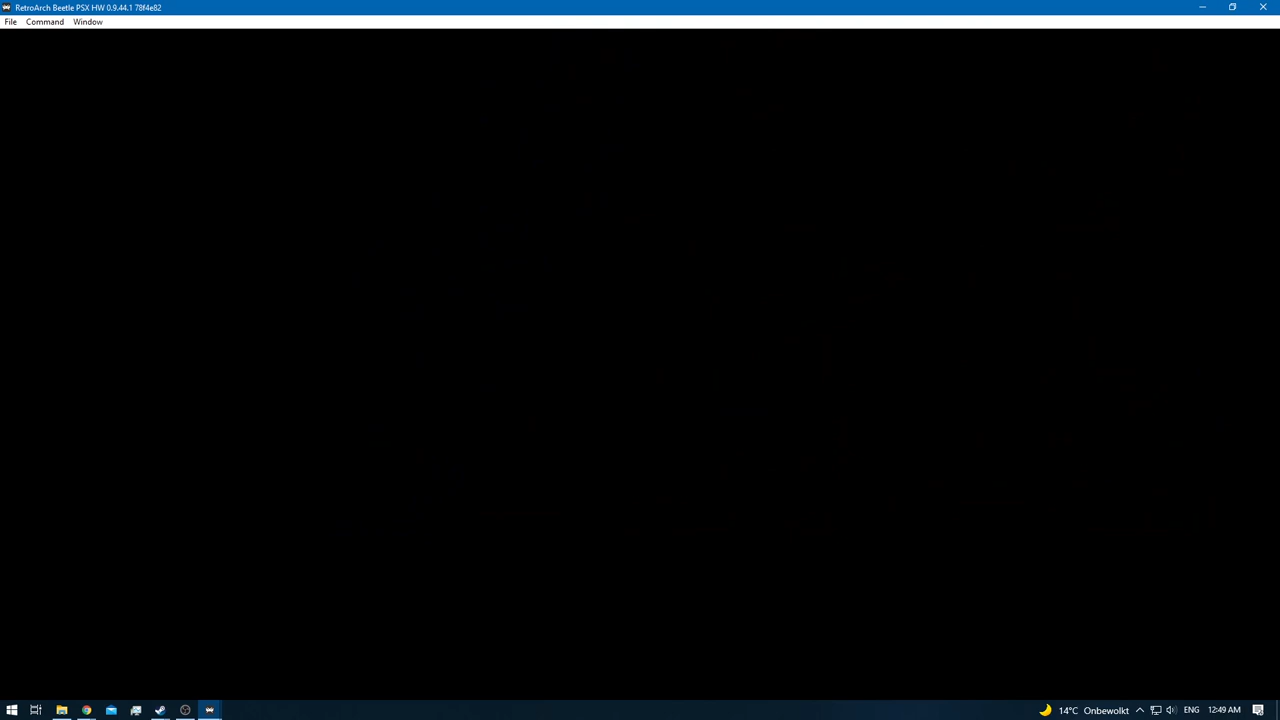 RetroArch Beetle PSX HW 0.9.44.1 78f4e82
File Command Window
14°C Onbewolkt ENG 12:49 AM